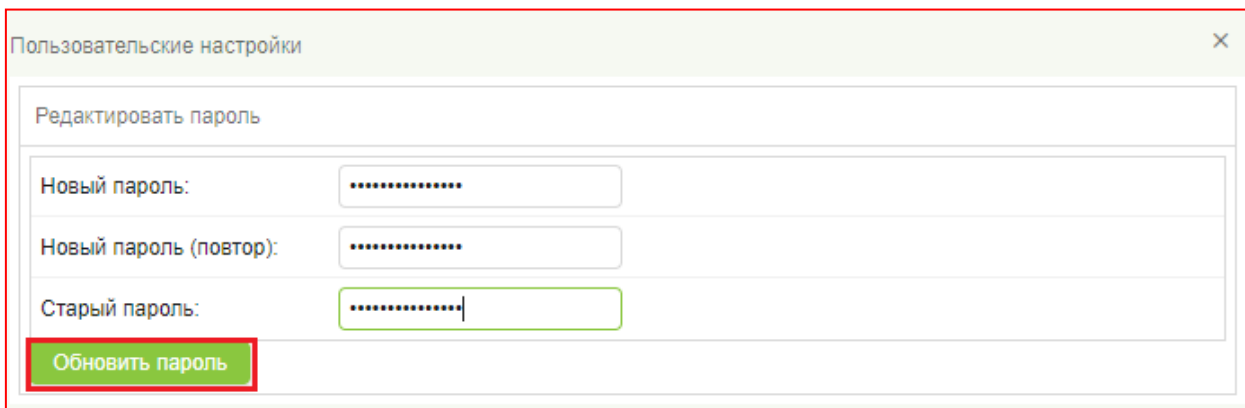 Пользовательские настройки ×
Редактировать пароль
Новый пароль: •••••••••••••••
Новый пароль (повтор): •••••••••••••••
Старый пароль: •••••••••••••••
Обновить пароль